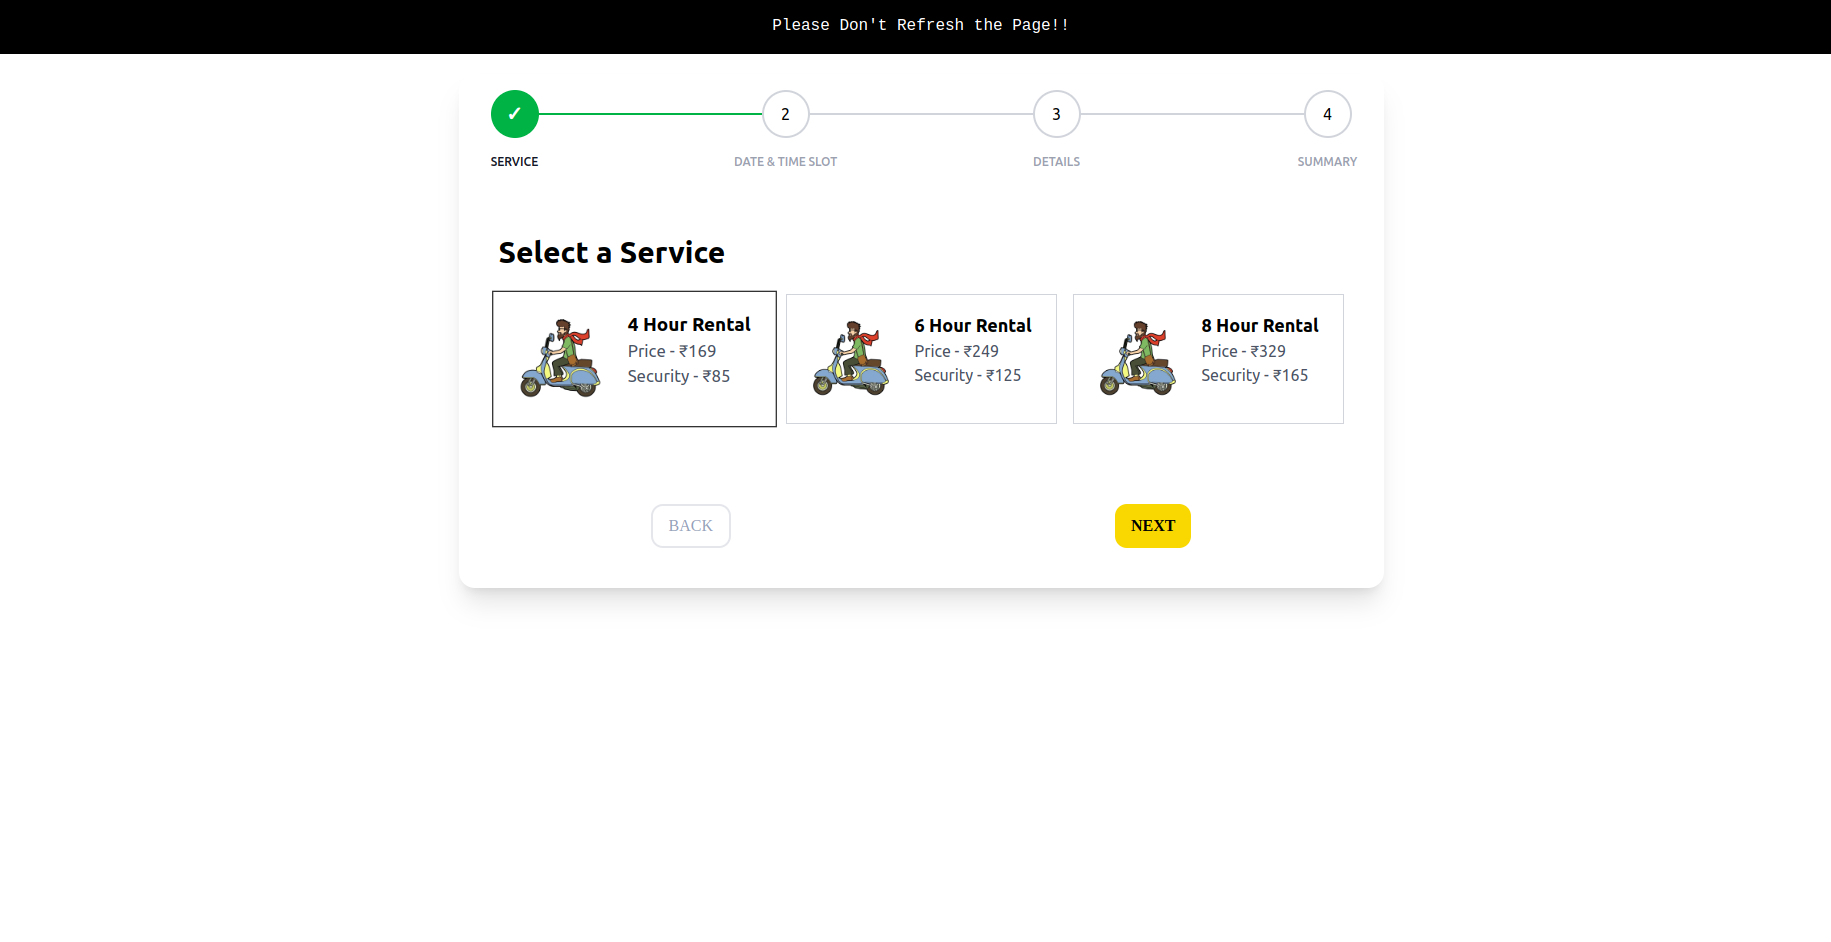 Please Don't Refresh the Page!!
✓ 2 3 4
SERVICE DATE & TIME SLOT DETAILS SUMMARY
Select a Service
4 Hour Rental
Price - ₹169
Security - ₹85
6 Hour Rental
Price - ₹249
Security - ₹125
8 Hour Rental
Price - ₹329
Security - ₹165
BACK NEXT